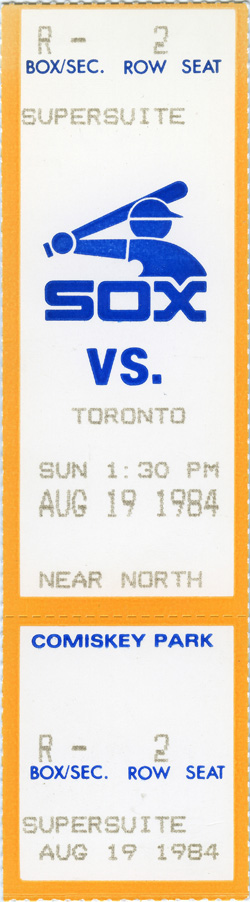 R - 2
BOX/SEC. ROW SEAT
SUPERSUITE
SOX
VS.
TORONTO
SUN 1:30 PM
AUG 19 1984
NEAR NORTH
COMISKEY PARK
R - 2
BOX/SEC. ROW SEAT
SUPERSUITE
AUG 19 1984